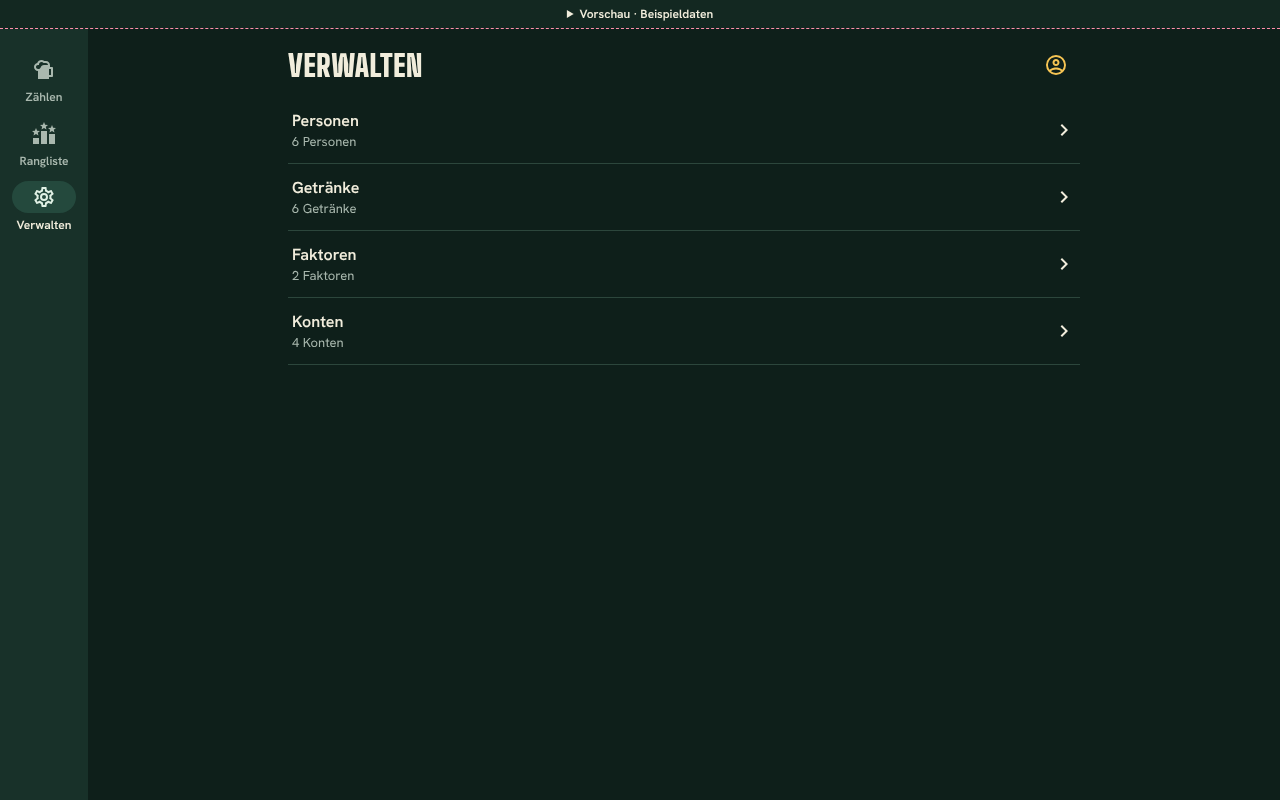 Vorschau · Beispieldaten
Zählen
Rangliste
Verwalten
VERWALTEN
Personen
6 Personen
Getränke
6 Getränke
Faktoren
2 Faktoren
Konten
4 Konten